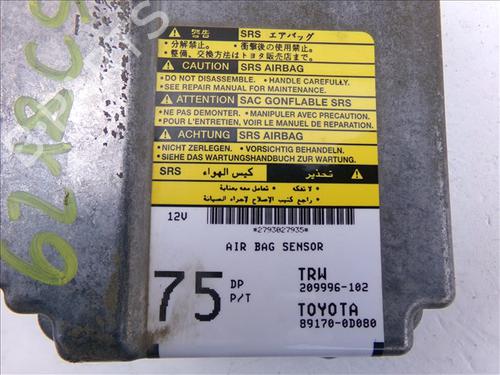 警告 SRS エアバッグ
・分解禁止。 ・衝撃後の使用禁止。
・整備、交換方法はトヨタ販売店まで。
CAUTION SRS AIRBAG
•DO NOT DISASSEMBLE. •HANDLE CAREFULLY.
•SEE REPAIR MANUAL FOR MAINTENANCE.
ATTENTION SAC GONFLABLE SRS
•NE PAS DEMONTER. •MANIPULER AVEC PRECAUTION.
•POUR L'ENTRETIEN, VOIR LE MANUEL DE REPARATION.
ACHTUNG SRS AIRBAG
•NICHT ZERLEGEN. •VORSICHTIG BEHANDELN.
•SIEHE DAS WARTUNGSHANDBUCH ZUR WARTUNG.
SRS كيس الهواء تحذير
• لا تفكه • تعامل معه بعناية
• راجع كتيب الإصلاح لإجراء الصيانة
12V *2793027935*
AIR BAG SENSOR
75 DP P/T
TRW
209996-102
TOYOTA
89170-0D080